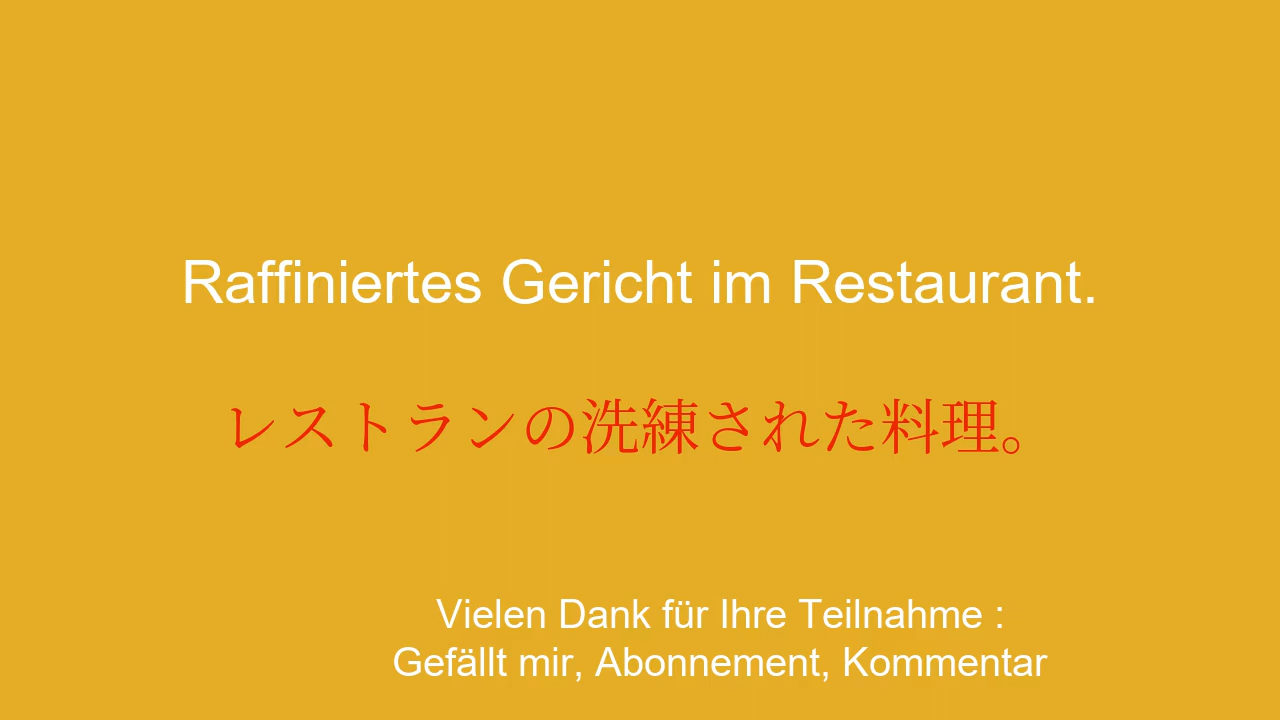 Raffiniertes Gericht im Restaurant.
レストランの洗練された料理。
Vielen Dank für Ihre Teilnahme :
Gefällt mir, Abonnement, Kommentar